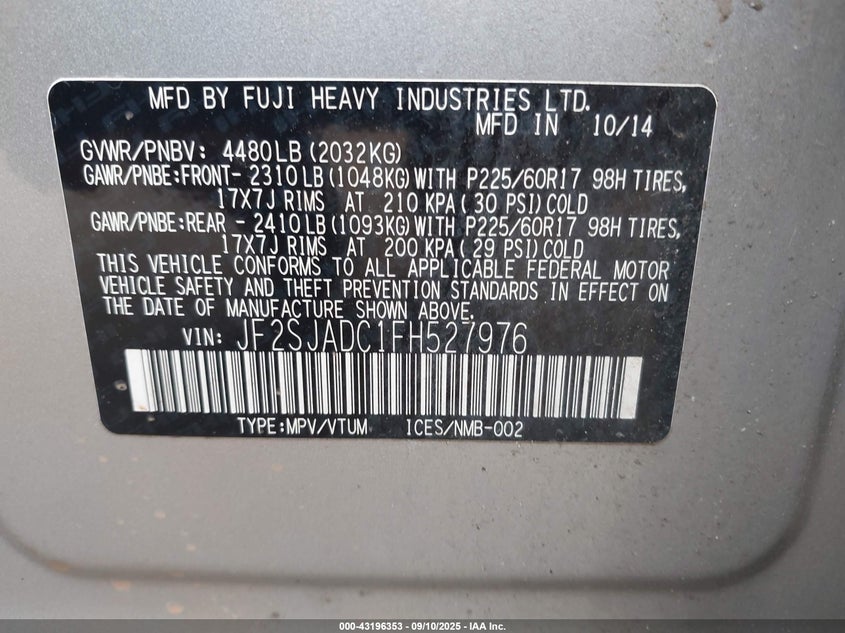 MFD BY FUJI HEAVY INDUSTRIES LTD.
MFD IN 10/14
GVWR/PNBV: 4480LB(2032KG)
GAWR/PNBE:FRONT- 2310LB(1048KG)WITH P225/60R17 98H TIRES,
17X7J RIMS AT 210 KPA( 30 PSI)COLD
GAWR/PNBE:REAR - 2410LB(1093KG)WITH P225/60R17 98H TIRES,
17X7J RIMS AT 200 KPA( 29 PSI)COLD
THIS VEHICLE CONFORMS TO ALL APPLICABLE FEDERAL MOTOR
VEHICLE SAFETY AND THEFT PREVENTION STANDARDS IN EFFECT ON
THE DATE OF MANUFACTURE SHOWN ABOVE.
VIN: JF2SJADC1FH527976
TYPE:MPV/VTUM ICES/NMB-002
000-43196353 - 09/10/2025 - IAA Inc.